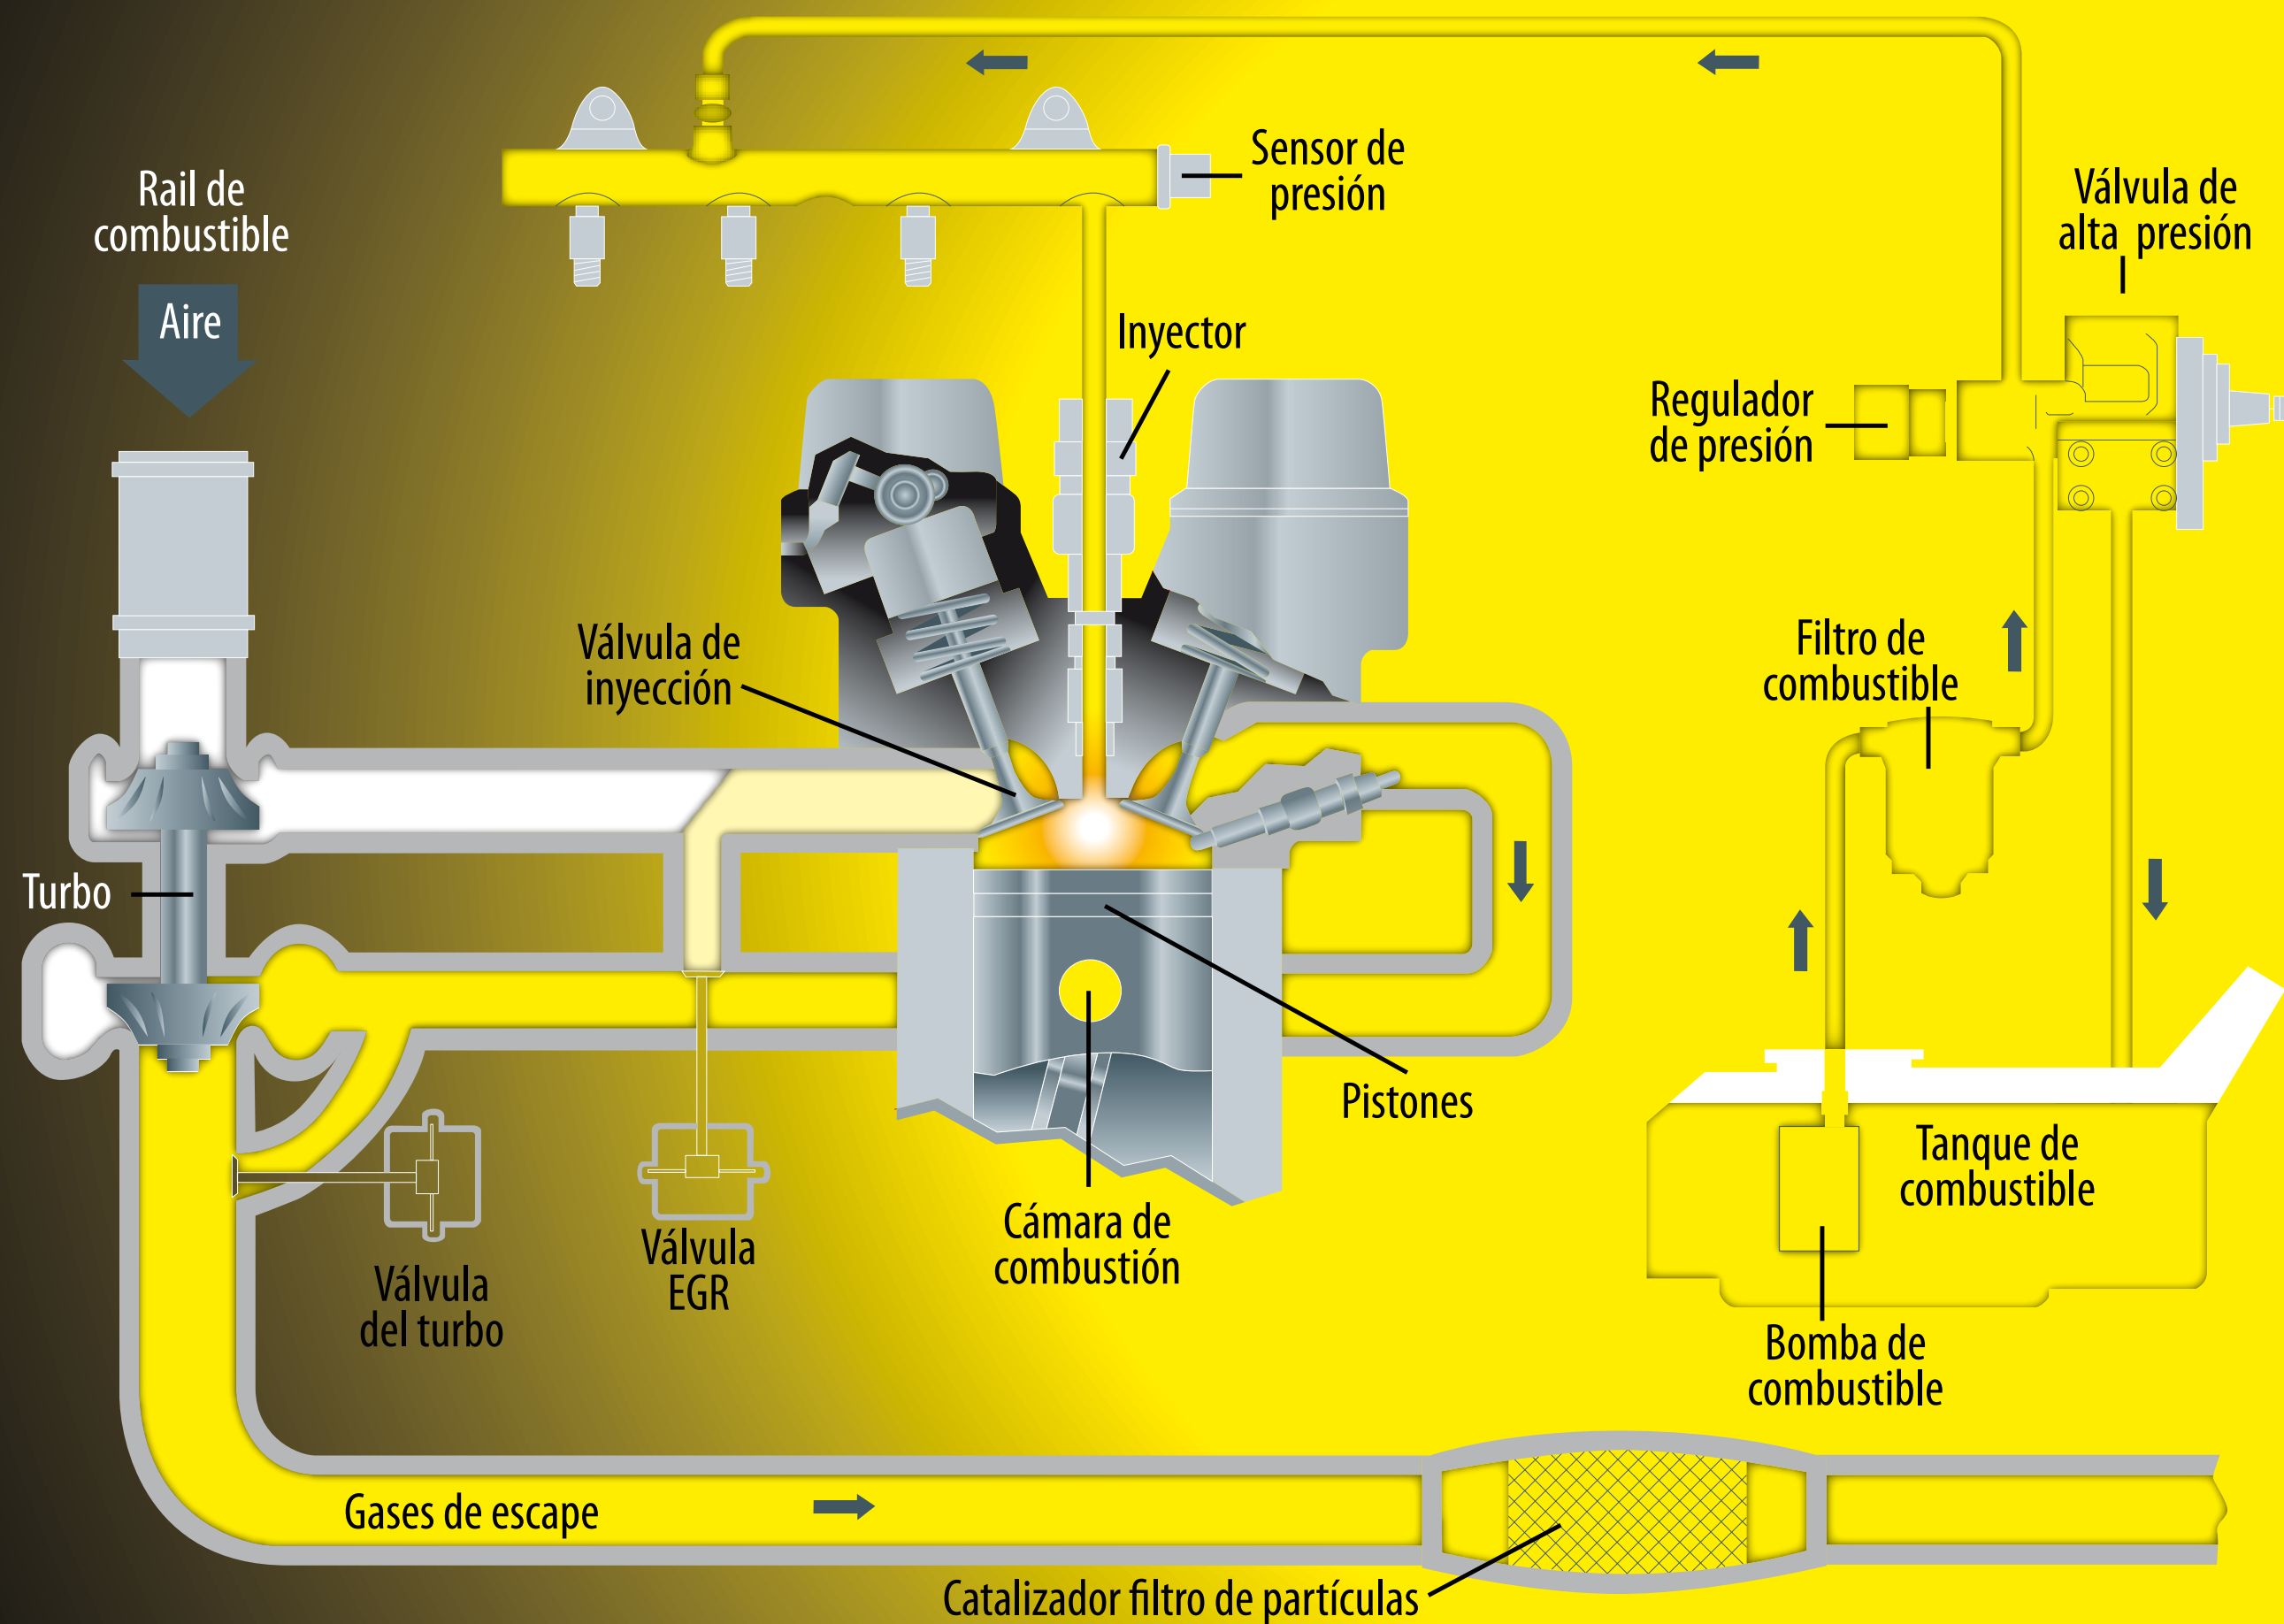 Sensor de
presión
Rail de
combustible
Válvula de
alta presión
Aire
Inyector
Regulador
de presión
Válvula de
inyección
Filtro de
combustible
Turbo
Pistones
Tanque de
combustible
Cámara de
combustión
Válvula
EGR
Válvula
del turbo
Bomba de
combustible
Gases de escape
Catalizador filtro de partículas